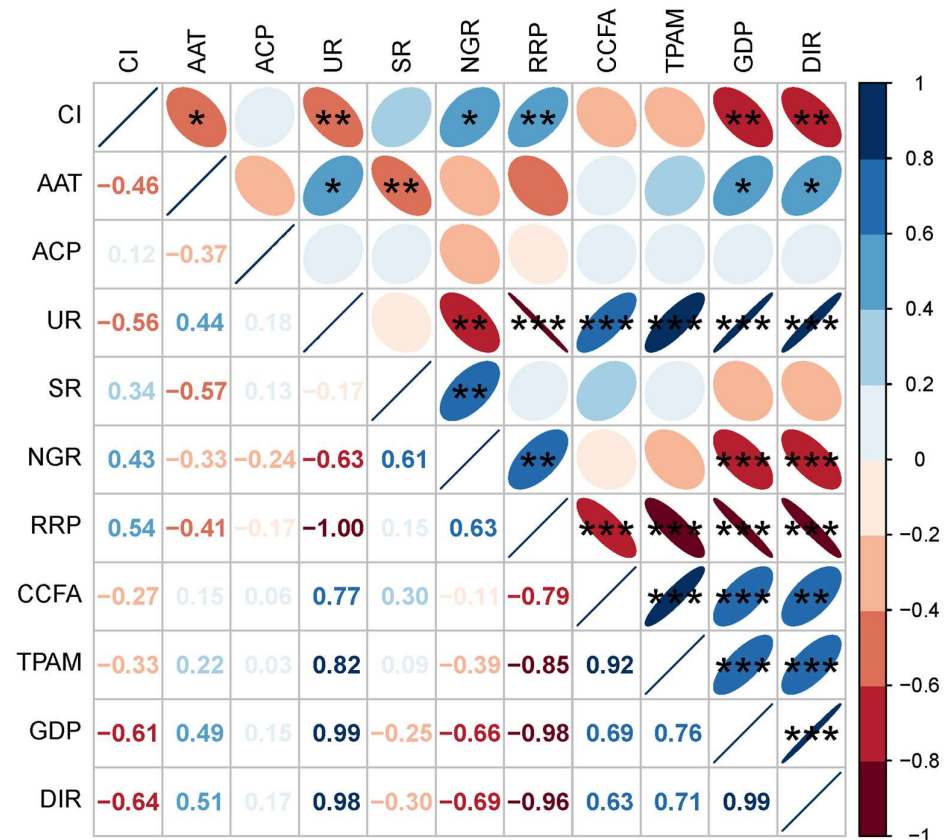 CI AAT ACP UR SR NGR RRP CCFA TPAM GDP DIR
CI * ** * ** ** **
AAT −0.46 * ** * *
ACP 0.12 −0.37
UR −0.56 0.44 0.18 ** *** *** *** *** ***
SR 0.34 −0.57 0.13 −0.17 **
NGR 0.43 −0.33 −0.24 −0.63 0.61 ** *** ***
RRP 0.54 −0.41 −0.17 −1.00 0.15 0.63 *** *** *** ***
CCFA −0.27 0.15 0.06 0.77 0.30 −0.11 −0.79 *** *** **
TPAM −0.33 0.22 0.03 0.82 0.09 −0.39 −0.85 0.92 *** ***
GDP −0.61 0.49 0.15 0.99 −0.25 −0.66 −0.98 0.69 0.76 ***
DIR −0.64 0.51 0.17 0.98 −0.30 −0.69 −0.96 0.63 0.71 0.99
1
0.8
0.6
0.4
0.2
0
−0.2
−0.4
−0.6
−0.8
−1